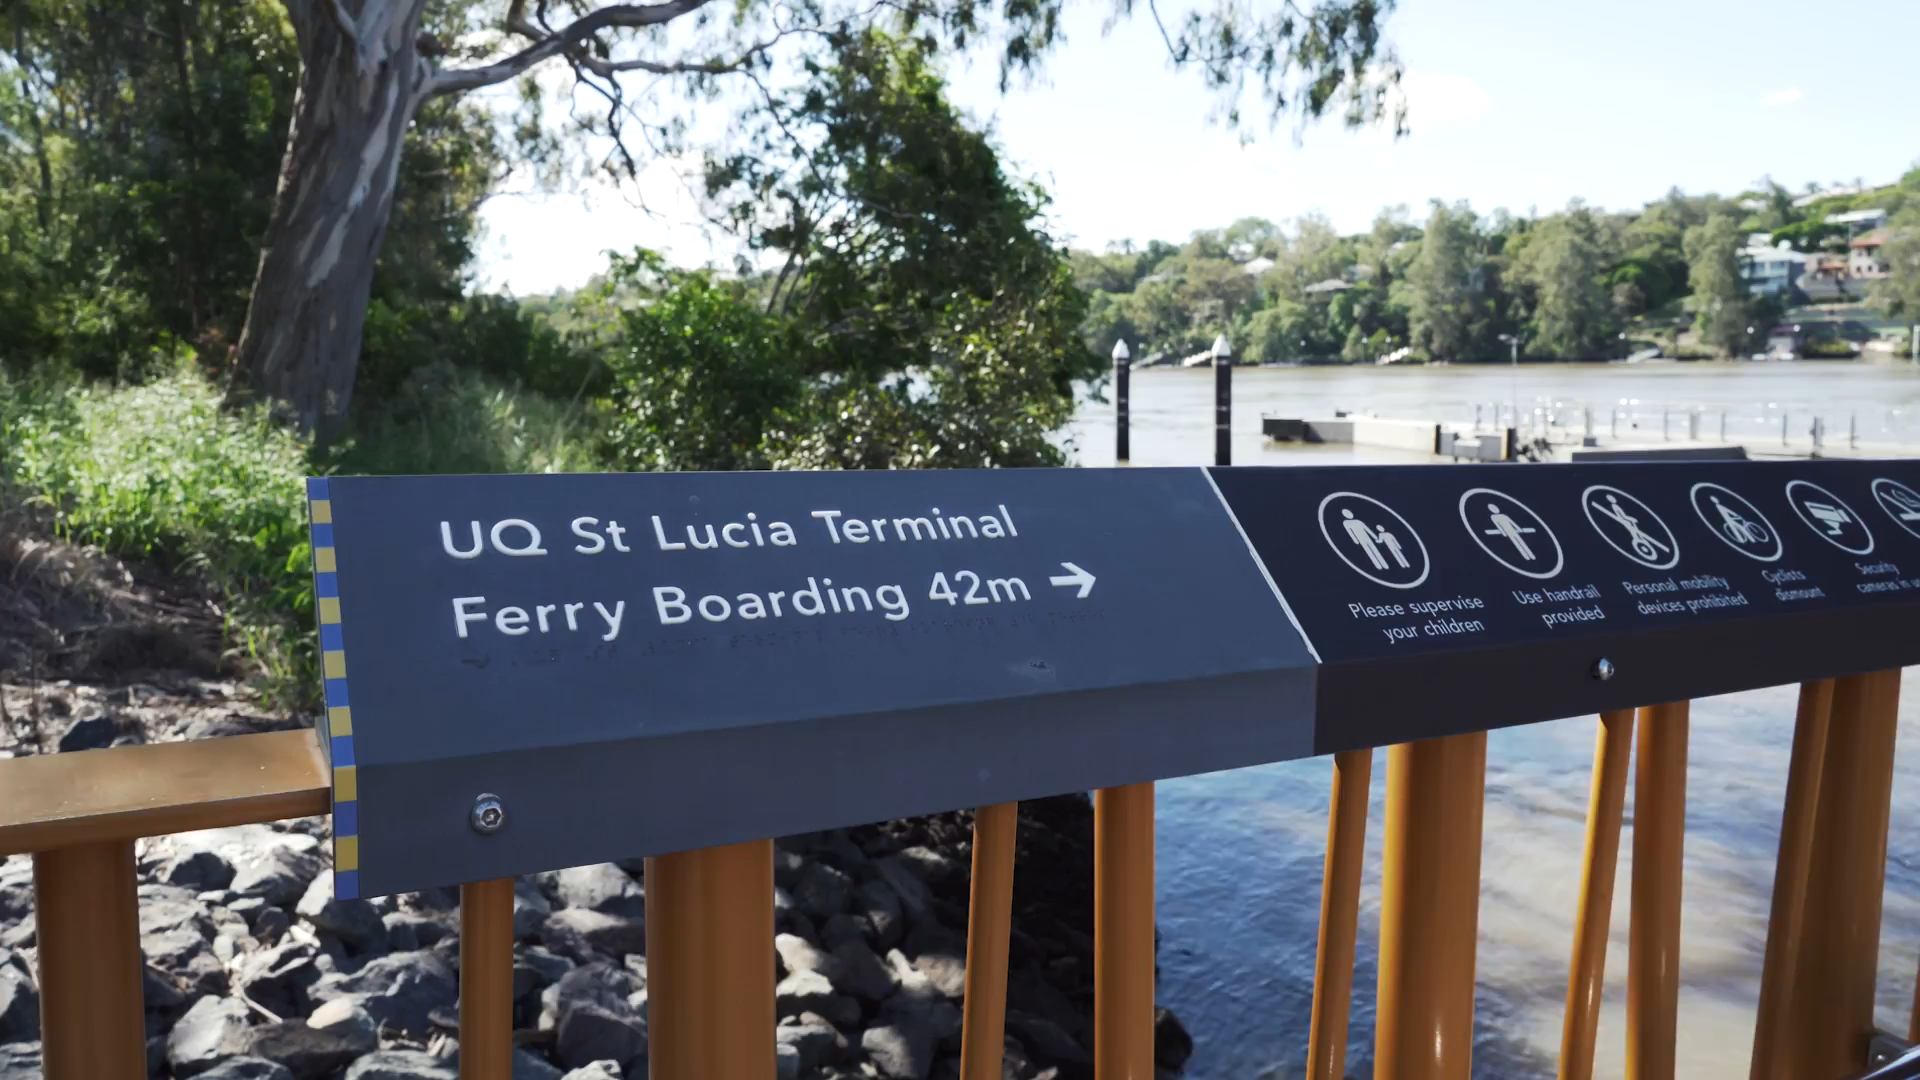 UQ St Lucia Terminal
Ferry Boarding 42m →
Please supervise
your children
Use handrail
provided
Personal mobility
devices prohibited
Cyclists
dismount
Security
cameras in